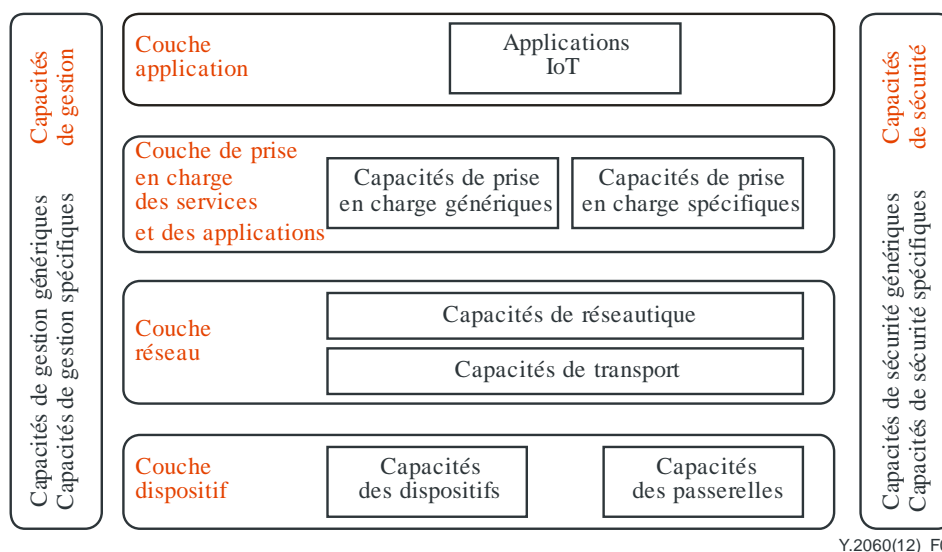 Capacités
de gestion
Capacités de gestion génériques
Capacités de gestion spécifiques
Couche
application
Applications
IoT
Couche de prise
en charge
des services
et des applications
Capacités de prise
en charge génériques
Capacités de prise
en charge spécifiques
Couche
réseau
Capacités de réseautique
Capacités de transport
Couche
dispositif
Capacités
des dispositifs
Capacités
des passerelles
Capacités
de sécurité
Capacités de sécurité génériques
Capacités de sécurité spécifiques
Y.2060(12)